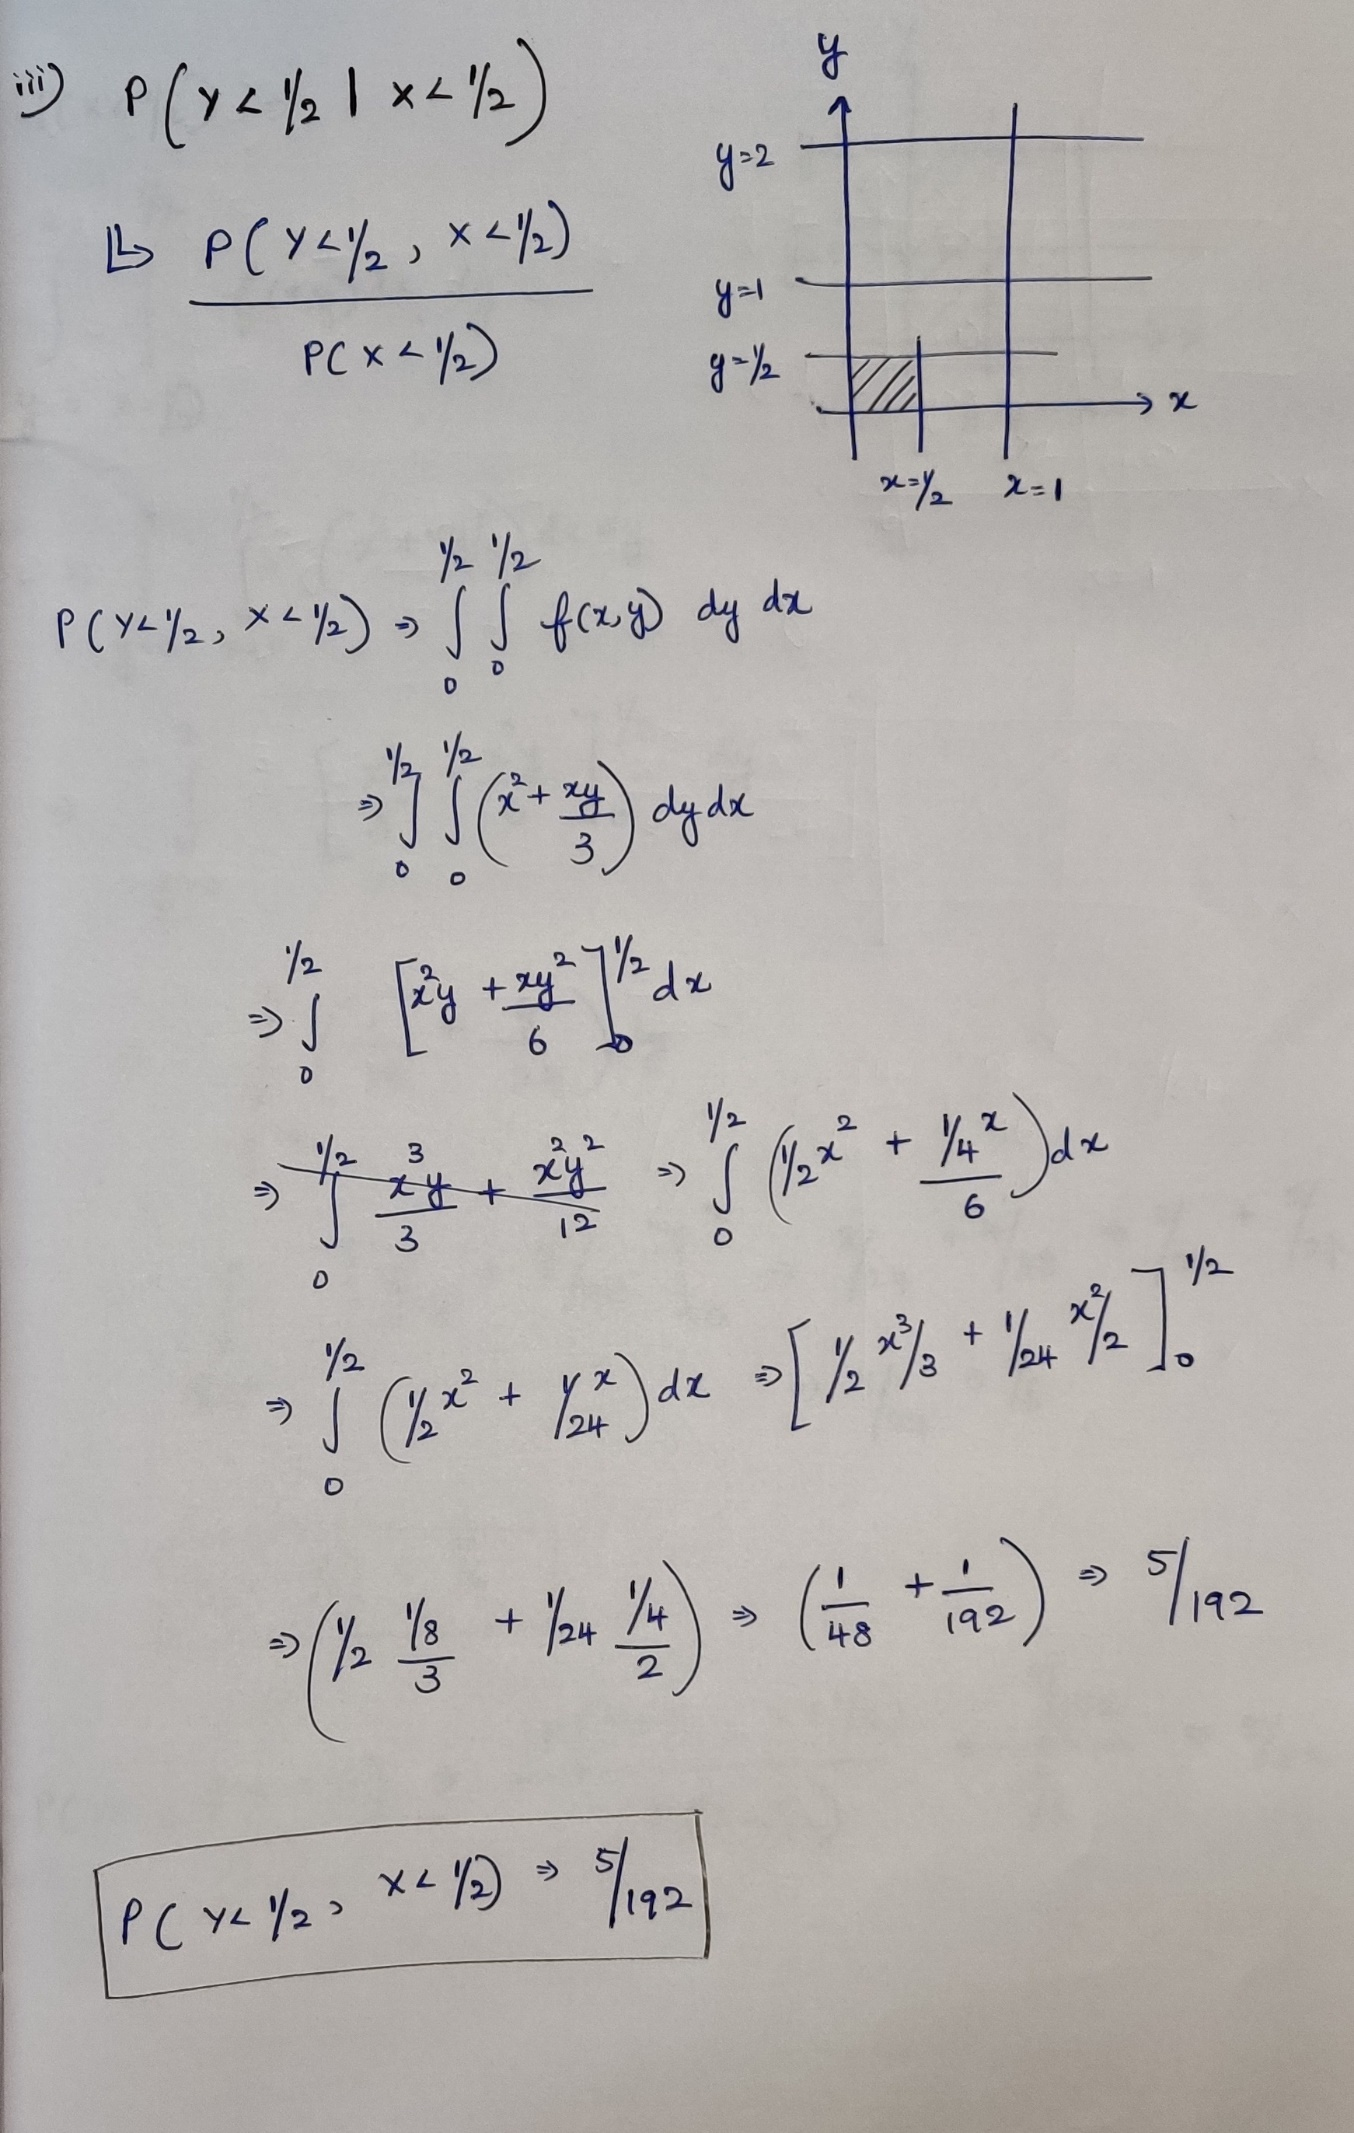 iii) P(Y<1/2 | X<1/2)
↳ P(Y<1/2, X<1/2)
P(X<1/2)
y
y=2
y=1
y=1/2
x
x=1/2 x=1
P(Y<1/2, X<1/2) ⇒ ∫₀^1/2 ∫₀^1/2 f(x,y) dy dx
⇒ ∫₀^1/2 ∫₀^1/2 (x² + xy/3) dy dx
⇒ ∫₀^1/2 [x²y + xy²/6]₀^1/2 dx
⇒ ∫₀^1/2 x³y/3 + x²y²/12 ⇒ ∫₀^1/2 (1/2 x² + 1/4 x/6) dx
⇒ ∫₀^1/2 (1/2 x² + 1/24 x) dx ⇒ [1/2 x³/3 + 1/24 x²/2]₀^1/2
⇒ (1/2 1/8/3 + 1/24 1/4/2) ⇒ (1/48 + 1/192) ⇒ 5/192
P(Y<1/2, X<1/2) ⇒ 5/192